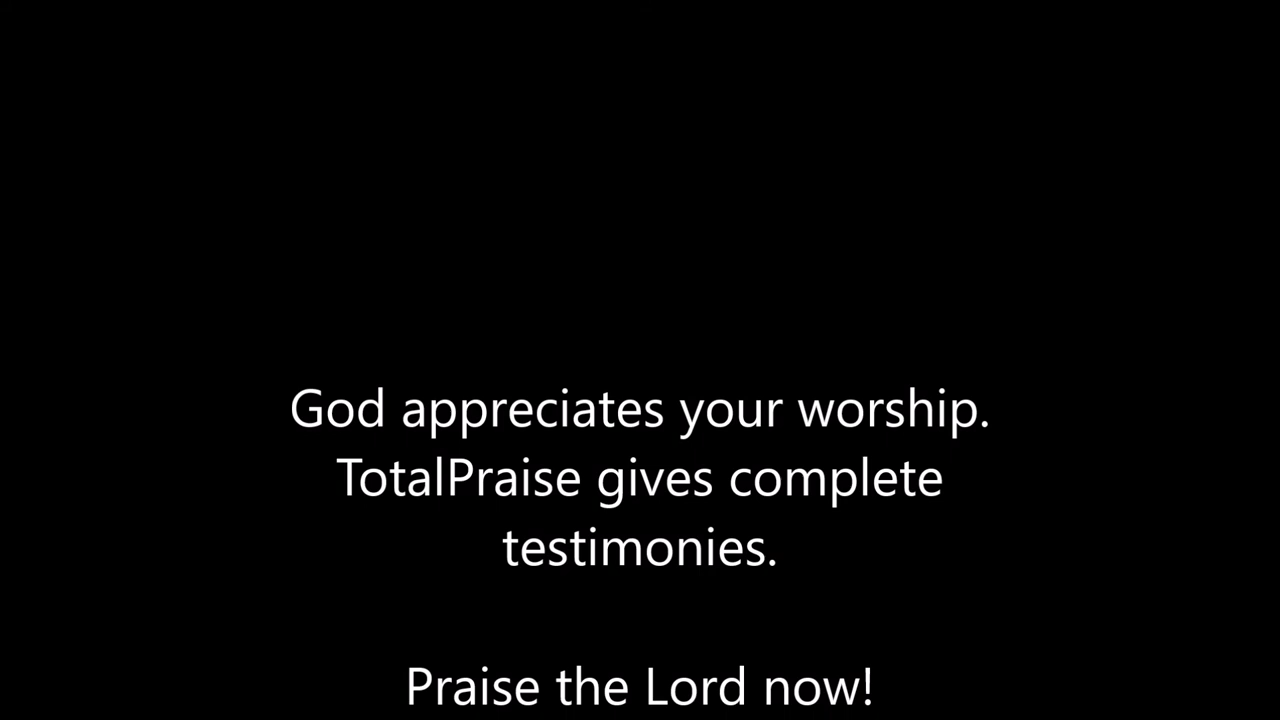 God appreciates your worship.
TotalPraise gives complete
testimonies.
Praise the Lord now!